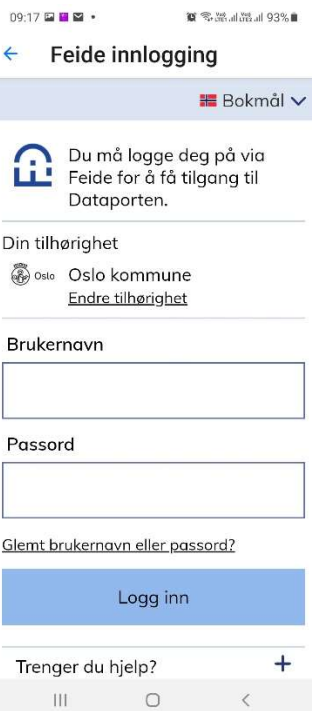 09:17 93%
Feide innlogging
Bokmål
Du må logge deg på via
Feide for å få tilgang til
Dataporten.
Din tilhørighet
Oslo Oslo kommune
Endre tilhørighet
Brukernavn
Passord
Glemt brukernavn eller passord?
Logg inn
Trenger du hjelp? +